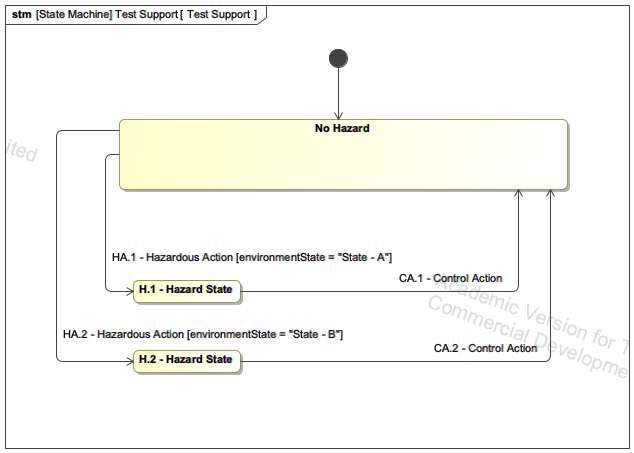 stm [State Machine] Test Support [ Test Support ]
No Hazard
ited
HA.1 - Hazardous Action [environmentState = "State - A"]
CA.1 - Control Action
H.1 - Hazard State
Academic Version for T
Commercial Developme
HA.2 - Hazardous Action [environmentState = "State - B"]
CA.2 - Control Action
H.2 - Hazard State